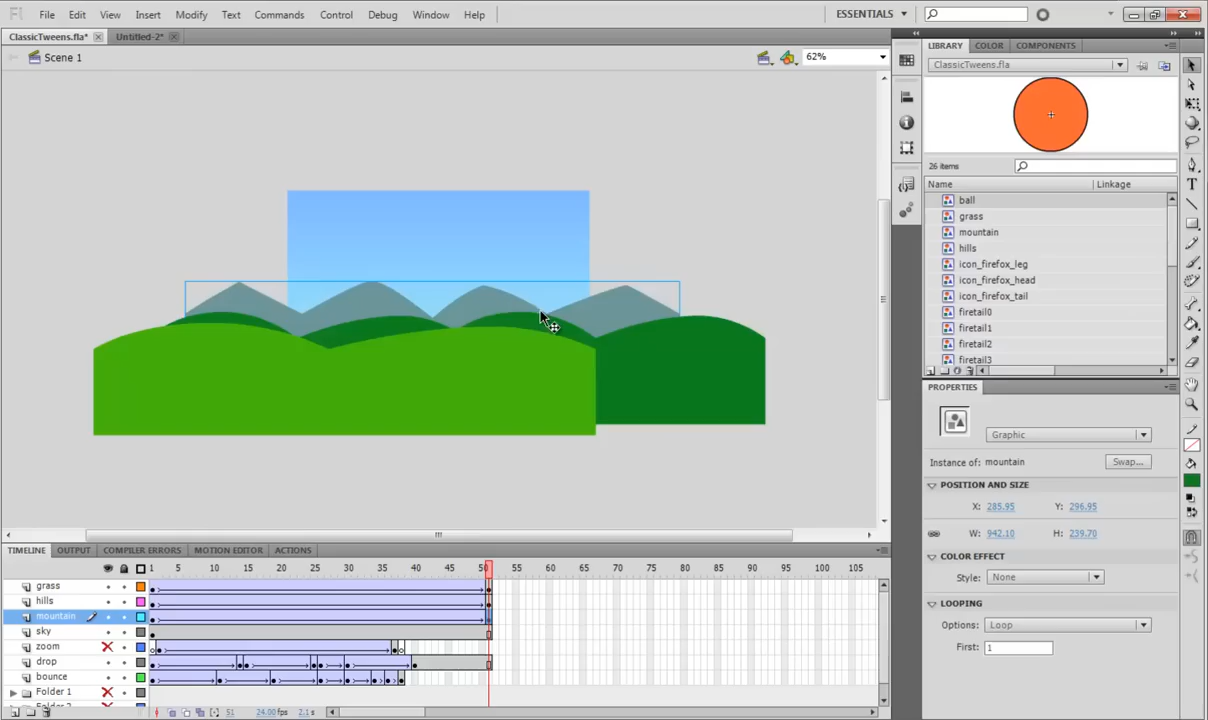 File Edit View Insert Modify Text Commands Control Debug Window Help ESSENTIALS
ClassicTweens.fla* Untitled-2*
Scene 1 62%
LIBRARY COLOR COMPONENTS
ClassicTweens.fla
26 items
Name Linkage
ball
grass
mountain
hills
icon_firefox_leg
icon_firefox_head
icon_firefox_tail
firetail0
firetail1
firetail2
firetail3
PROPERTIES
Graphic
Instance of: mountain Swap...
POSITION AND SIZE
X: 285.95 Y: 296.95
W: 942.10 H: 239.70
COLOR EFFECT
Style: None
LOOPING
Options: Loop
First: 1
TIMELINE OUTPUT COMPILER ERRORS MOTION EDITOR ACTIONS
1 5 10 15 20 25 30 35 40 45 50 55 60 65 70 75 80 85 90 95 100 105
grass
hills
mountain
sky
zoom
drop
bounce
Folder 1
51 24.00fps 2.1s